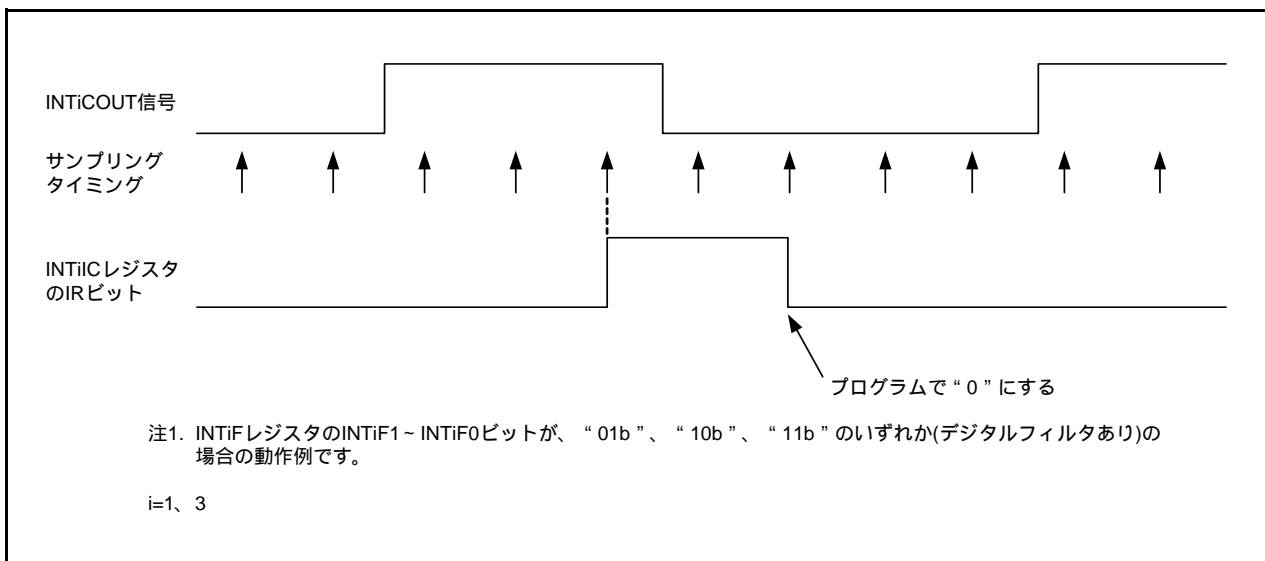 INTiCOUT信号
サンプリング
タイミング
INTiICレジスタ
のIRビット
プログラムで“0”にする
注1. INTiFレジスタのINTiF1~INTiF0ビットが、“01b”、“10b”、“11b”のいずれか(デジタルフィルタあり)の
場合の動作例です。
i=1、3